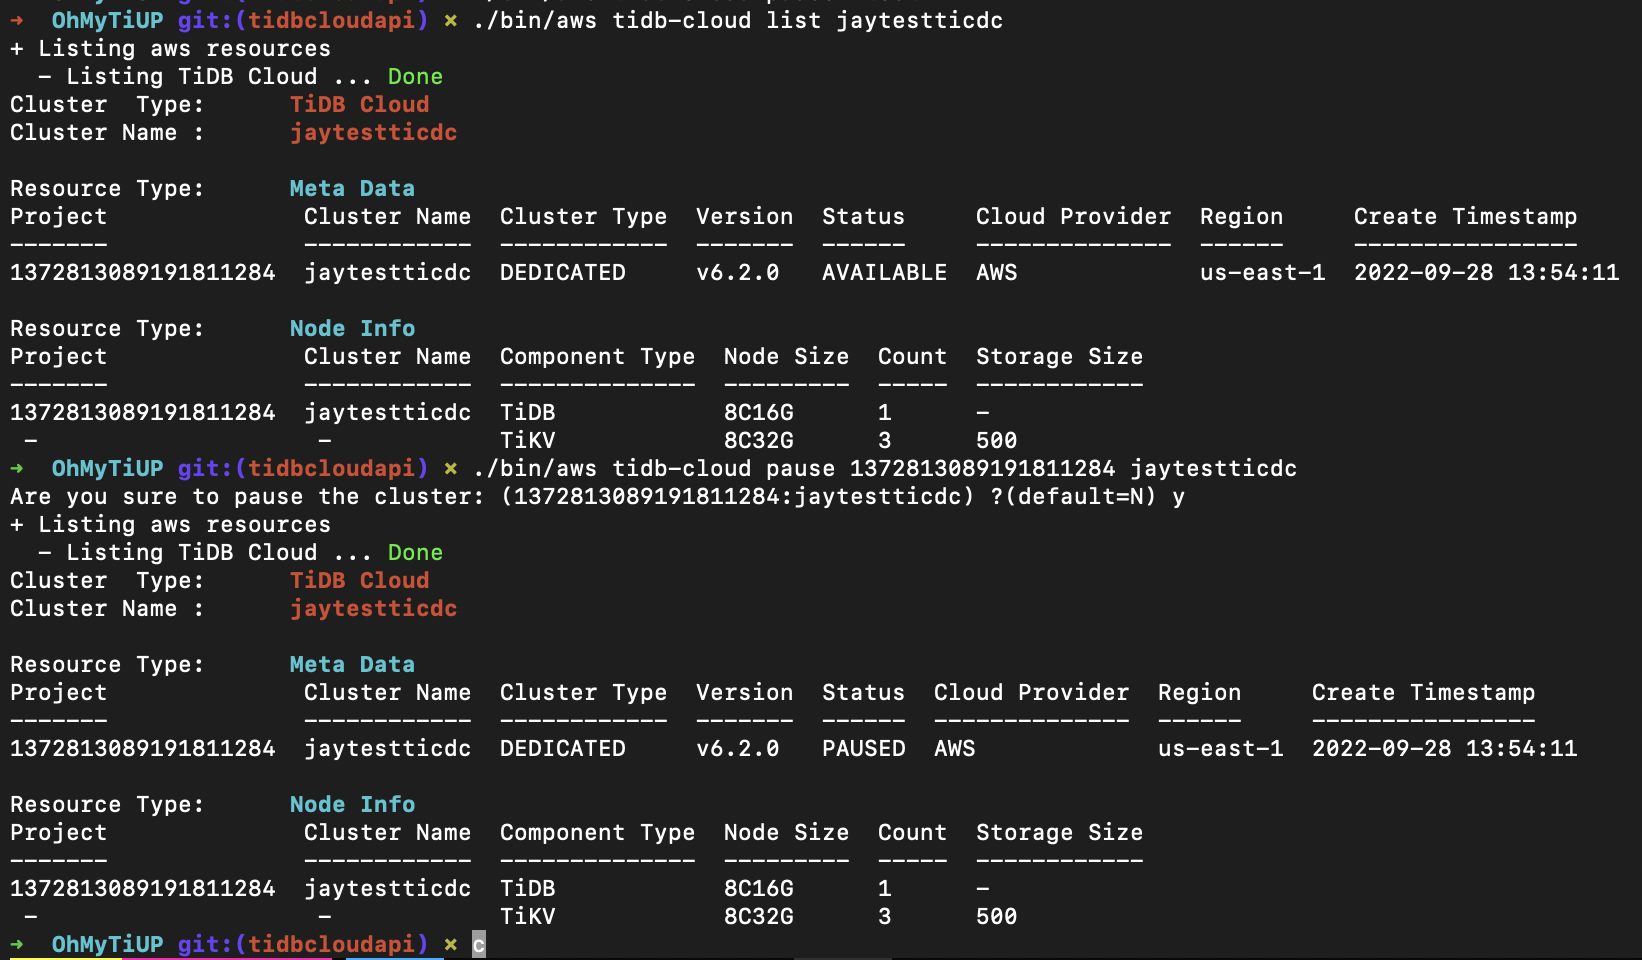 ➜  OhMyTiUP git:(tidbcloudapi) × ./bin/aws tidb-cloud list jaytestticdc
+ Listing aws resources
  - Listing TiDB Cloud ... Done
Cluster  Type:      TiDB Cloud
Cluster Name :      jaytestticdc

Resource Type:      Meta Data
Project              Cluster Name  Cluster Type  Version  Status     Cloud Provider  Region     Create Timestamp
-------              ------------  ------------  -------  ------     --------------  ------     ----------------
1372813089191811284  jaytestticdc  DEDICATED     v6.2.0   AVAILABLE  AWS             us-east-1  2022-09-28 13:54:11

Resource Type:      Node Info
Project              Cluster Name  Component Type  Node Size  Count  Storage Size
-------              ------------  --------------  ---------  -----  ------------
1372813089191811284  jaytestticdc  TiDB            8C16G      1      -
 -                    -            TiKV            8C32G      3      500
➜  OhMyTiUP git:(tidbcloudapi) × ./bin/aws tidb-cloud pause 1372813089191811284 jaytestticdc
Are you sure to pause the cluster: (1372813089191811284:jaytestticdc) ?(default=N) y
+ Listing aws resources
  - Listing TiDB Cloud ... Done
Cluster  Type:      TiDB Cloud
Cluster Name :      jaytestticdc

Resource Type:      Meta Data
Project              Cluster Name  Cluster Type  Version  Status  Cloud Provider  Region     Create Timestamp
-------              ------------  ------------  -------  ------  --------------  ------     ----------------
1372813089191811284  jaytestticdc  DEDICATED     v6.2.0   PAUSED  AWS             us-east-1  2022-09-28 13:54:11

Resource Type:      Node Info
Project              Cluster Name  Component Type  Node Size  Count  Storage Size
-------              ------------  --------------  ---------  -----  ------------
1372813089191811284  jaytestticdc  TiDB            8C16G      1      -
 -                    -            TiKV            8C32G      3      500
➜  OhMyTiUP git:(tidbcloudapi) × c